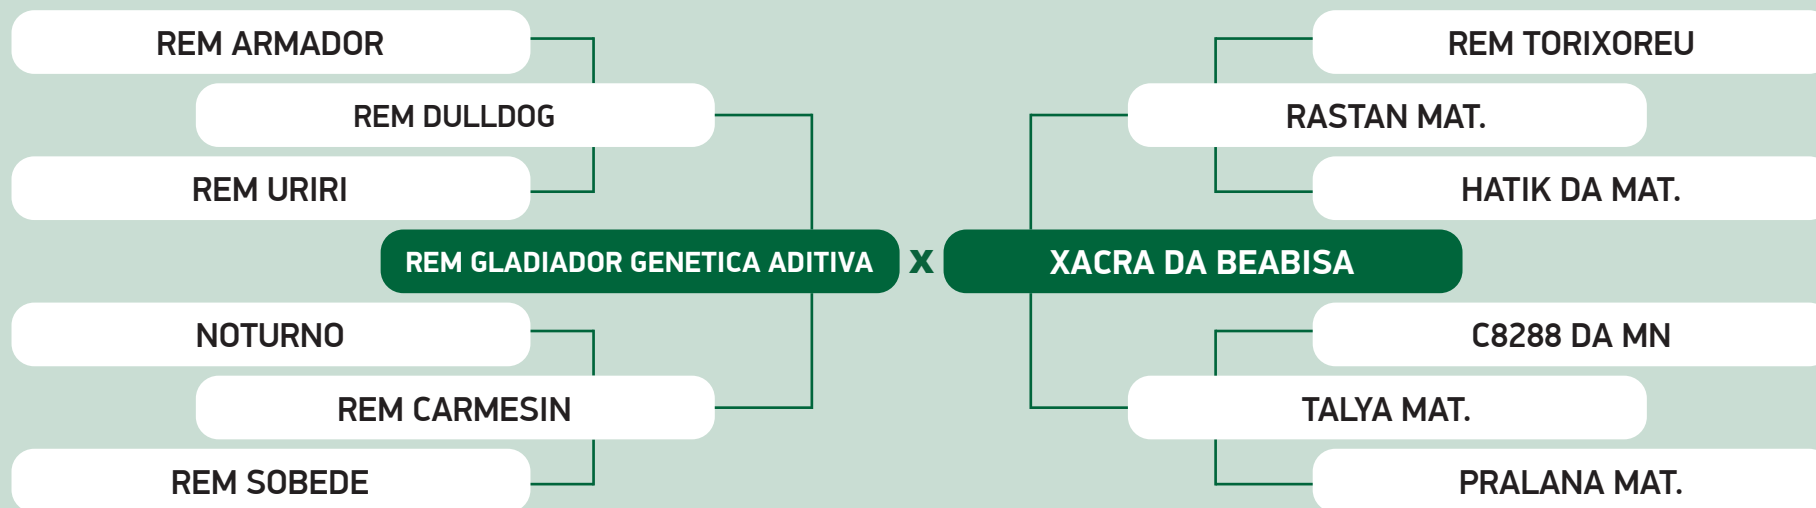 REM ARMADOR
REM TORIXOREU
REM DULLDOG
RASTAN MAT.
REM URIRI
HATIK DA MAT.
REM GLADIADOR GENETICA ADITIVA X XACRA DA BEABISA
NOTURNO
C8288 DA MN
REM CARMESIN
TALYA MAT.
REM SOBEDE
PRALANA MAT.